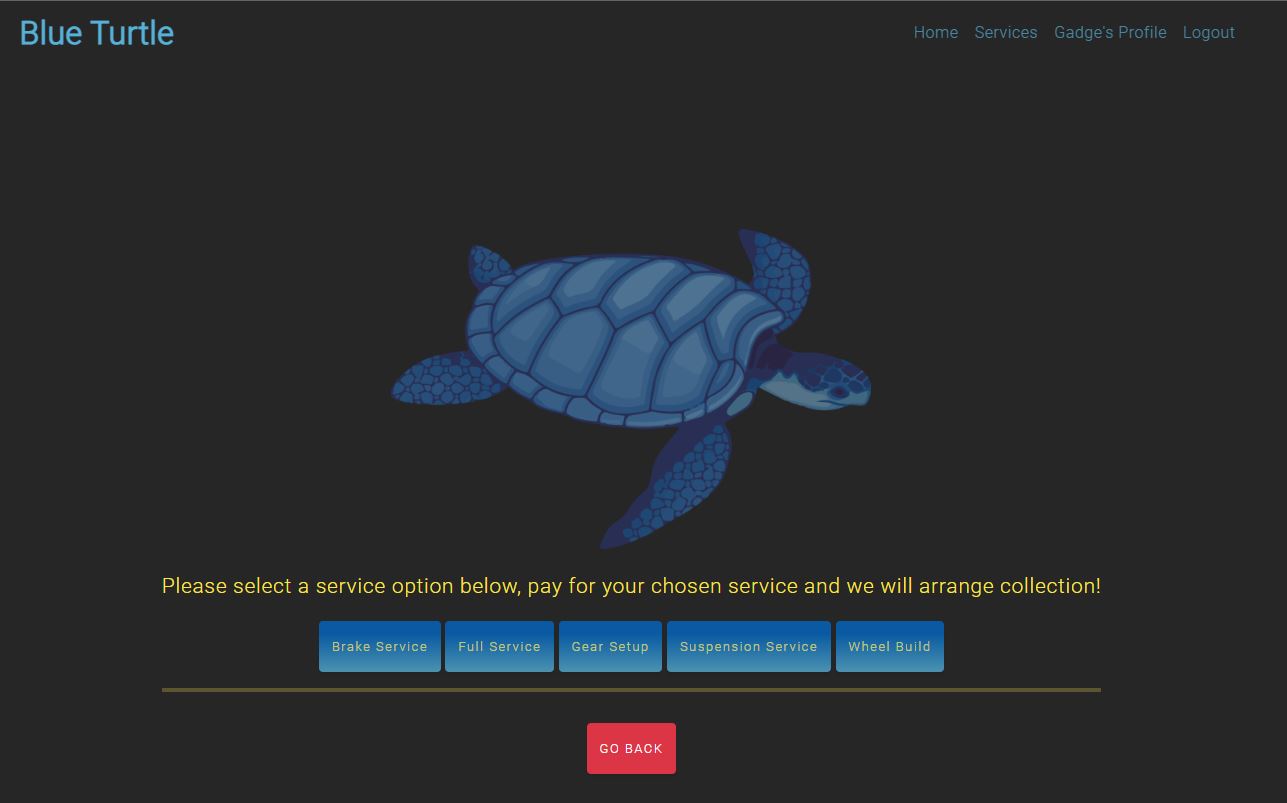 Blue Turtle
Home Services Gadge's Profile Logout
Please select a service option below, pay for your chosen service and we will arrange collection!
Brake Service Full Service Gear Setup Suspension Service Wheel Build
GO BACK